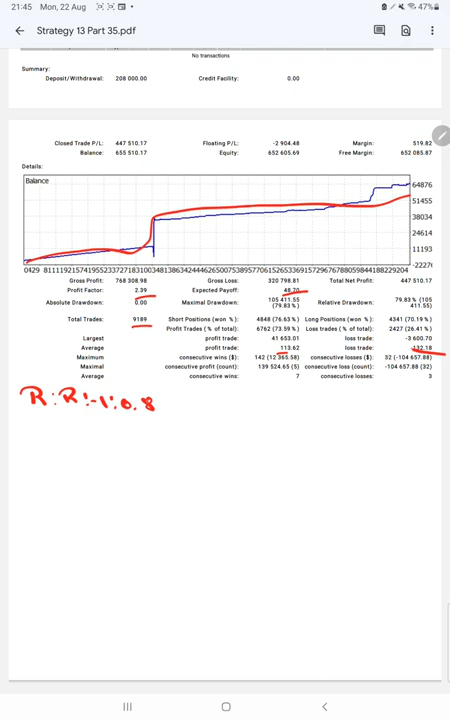 21:45 Mon, 22 Aug 47%
Strategy 13 Part 35.pdf
No transactions
Summary:
Deposit/Withdrawal: 208 000.00 Credit Facility: 0.00
Closed Trade P/L: 447 510.17 Floating P/L: -2 904.48 Margin: 519.82
Balance: 655 510.17 Equity: 652 605.69 Free Margin: 652 085.87
Details:
Balance
64876
51455
38034
24614
11193
-2227
Gross Profit: 768 308.98 Gross Loss: 320 798.81 Total Net Profit: 447 510.17
Profit Factor: 2.39 Expected Payoff: 48.70
Absolute Drawdown: 0.00 Maximal Drawdown: 105 411.55 (79.83%) Relative Drawdown: 79.83% (105 411.55)
Total Trades: 9189 Short Positions (won %): 4848 (76.63%) Long Positions (won %): 4341 (70.19%)
Profit Trades (% of total): 6762 (73.59%) Loss trades (% of total): 2427 (26.41%)
Largest profit trade: 41 653.01 loss trade: -3 600.70
Average profit trade: 113.62 loss trade: -132.18
Maximum consecutive wins ($): 142 (12 365.58) consecutive losses ($): 32 (-104 657.88)
Maximal consecutive profit (count): 139 524.65 (5) consecutive loss (count): -104 657.88 (32)
Average consecutive wins: 7 consecutive losses: 3
R:R:-1:0.8